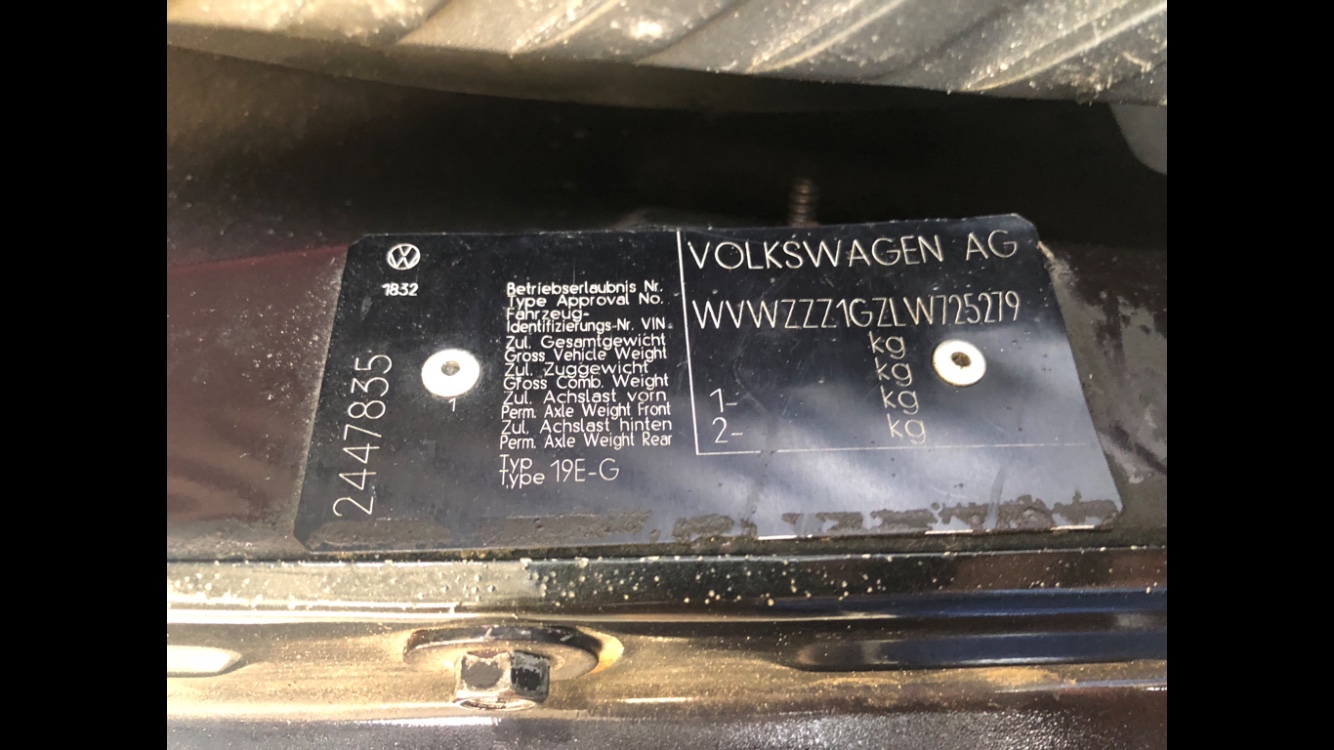 1832
2447835
1
Betriebserlaubnis Nr.
Type Approval No.
Fahrzeug-
Identifizierungs-Nr. VIN.
Zul. Gesamtgewicht
Gross Vehicle Weight
Zul. Zuggewicht
Gross Comb. Weight
Zul. Achslast vorn
Perm. Axle Weight Front
Zul. Achslast hinten
Perm. Axle Weight Rear
Typ
Type 19E-G
VOLKSWAGEN AG
WVWZZZ1GZLW725279
kg
kg
1- kg
2- kg